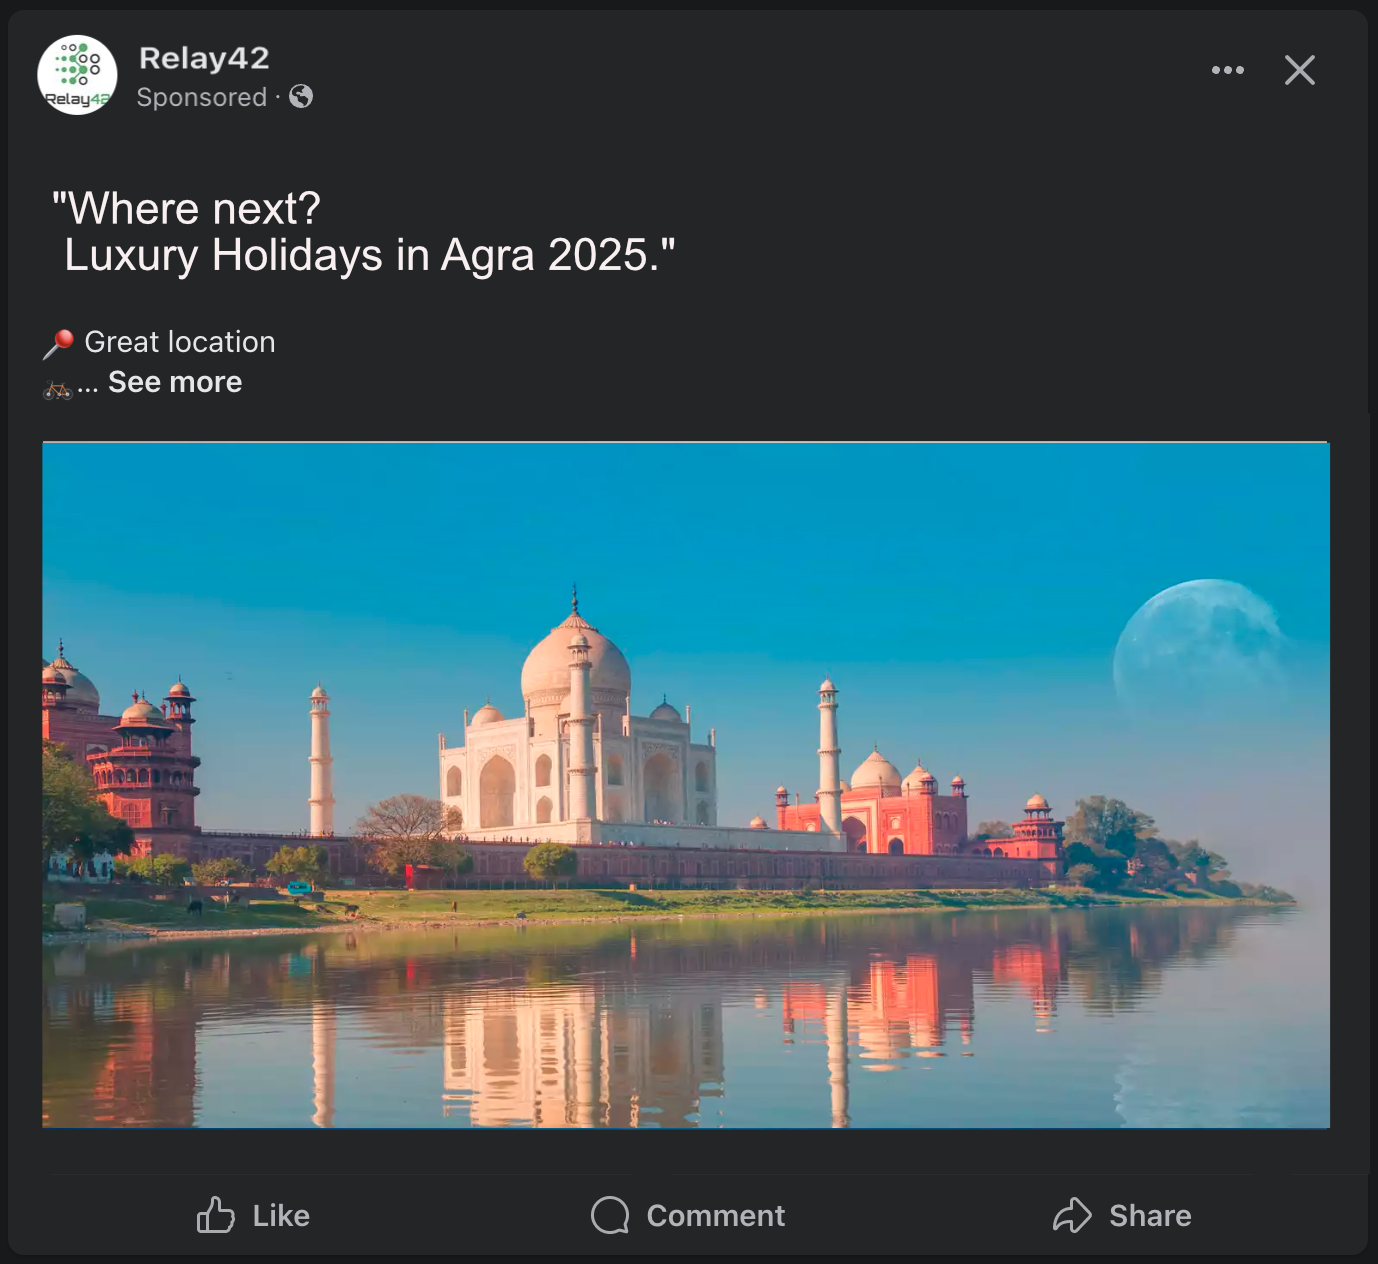 Relay42
Relay42
Sponsored ·
"Where next?
Luxury Holidays in Agra 2025."
Great location
... See more
Like
Comment
Share